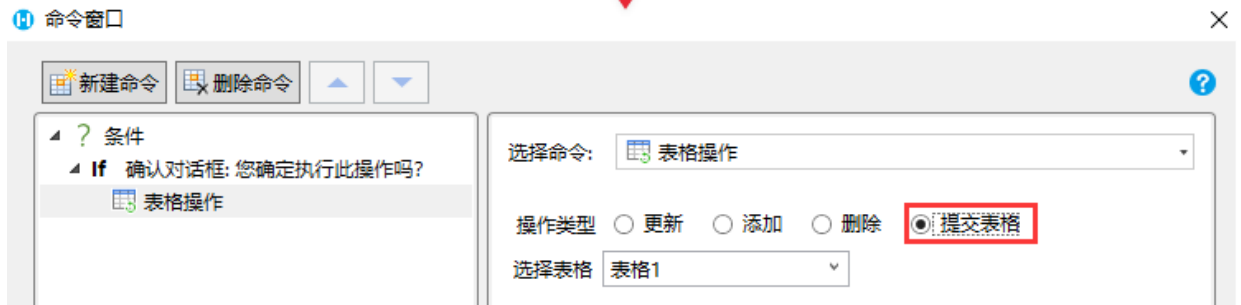 命令窗口
新建命令 删除命令
条件
If 确认对话框: 您确定执行此操作吗?
表格操作
选择命令: 表格操作
操作类型 更新 添加 删除 提交表格
选择表格 表格1